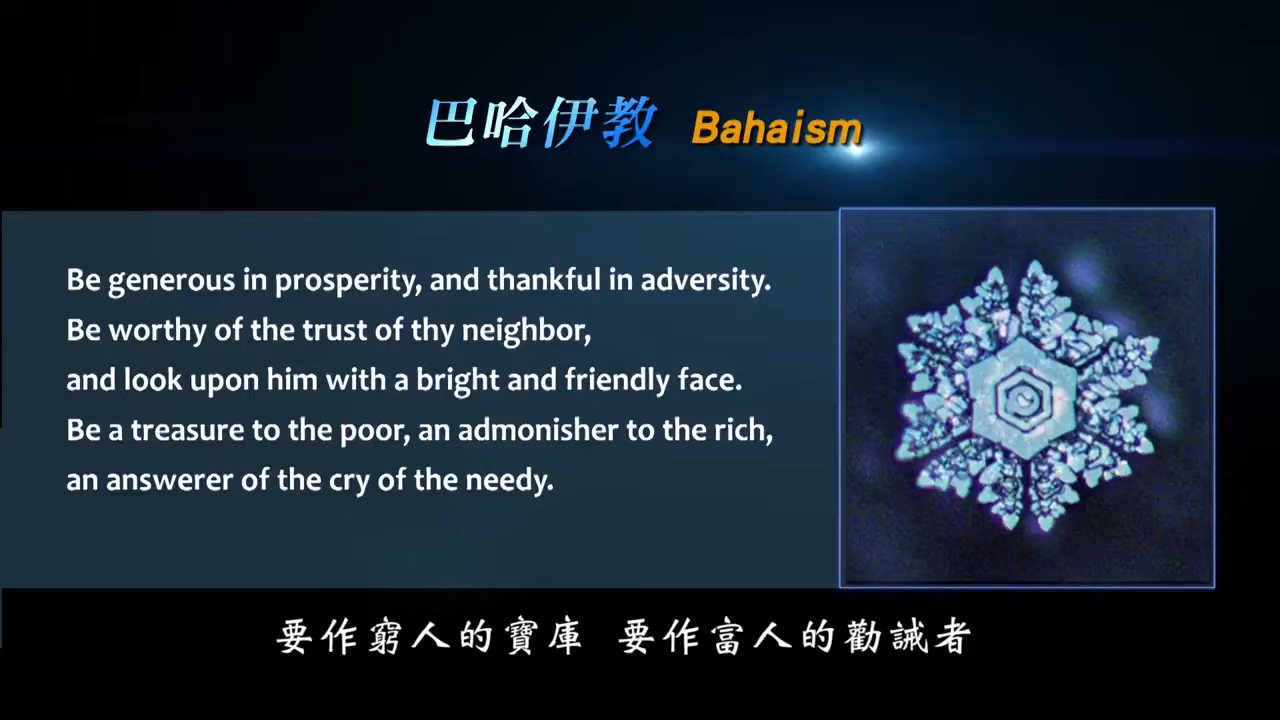 巴哈伊教 Bahaism
Be generous in prosperity, and thankful in adversity.
Be worthy of the trust of thy neighbor,
and look upon him with a bright and friendly face.
Be a treasure to the poor, an admonisher to the rich,
an answerer of the cry of the needy.
要作窮人的寶庫 要作富人的勸誡者